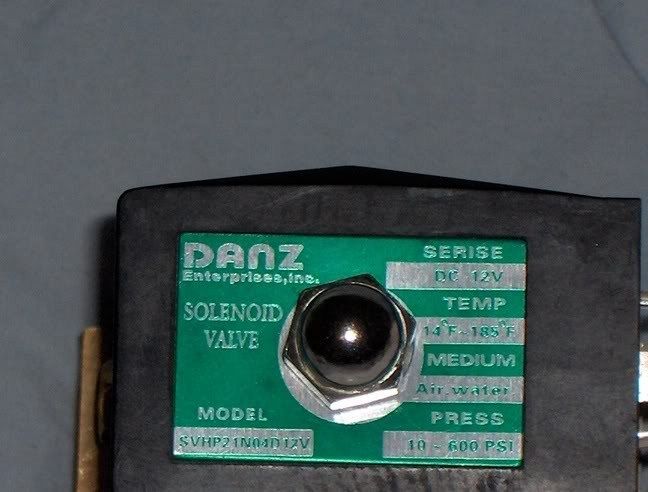 DANZ
Enterprises,inc.
SOLENOID
VALVE
MODEL
SVHP21N04D12V
SERISE
DC 12V
TEMP
14°F~185°F
MEDIUM
Air.water
PRESS
10 ~ 600 PSI